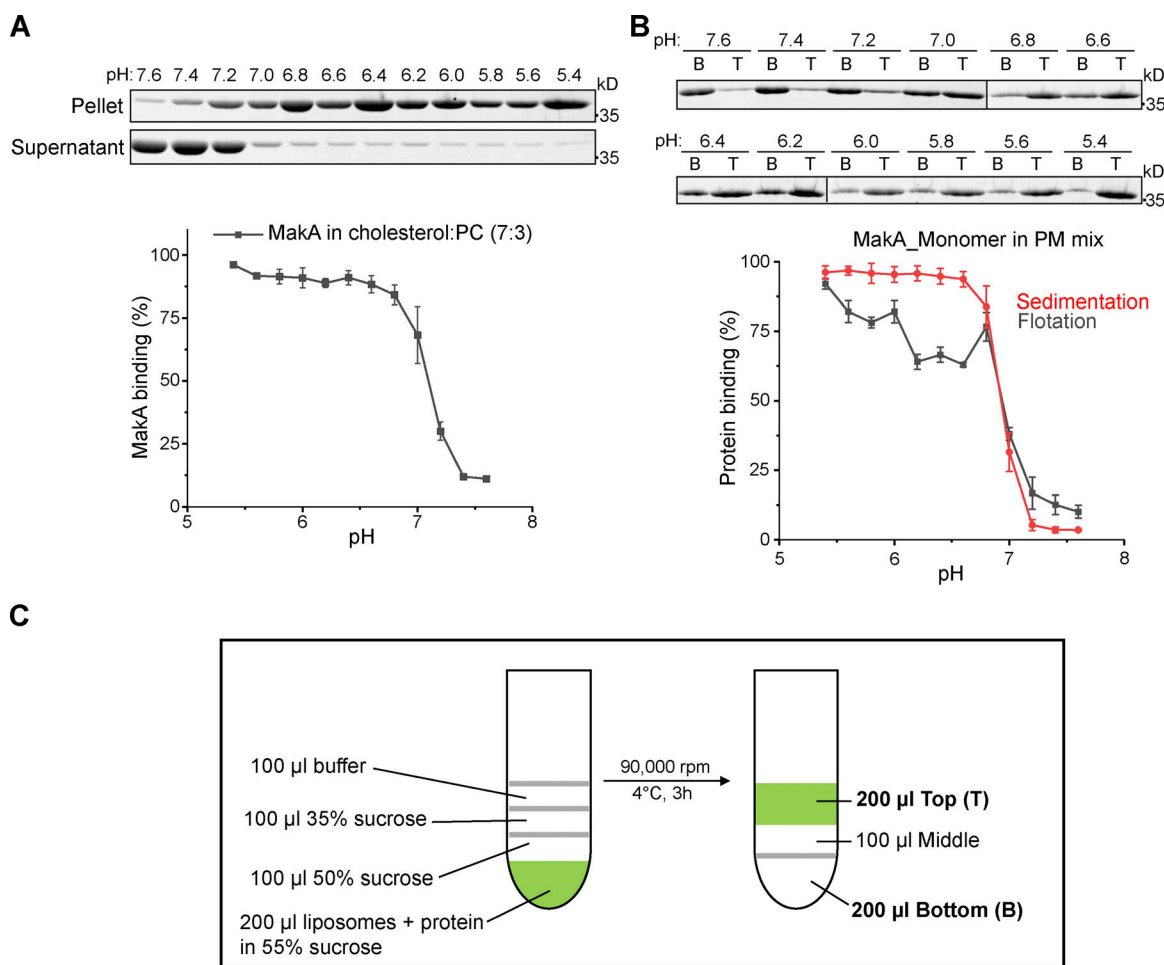 A
pH: 7.6 7.4 7.2 7.0 6.8 6.6 6.4 6.2 6.0 5.8 5.6 5.4 kD
Pellet
35
Supernatant
35
MakA in cholesterol:PC (7:3)
100
75
50
25
0
MakA binding (%)
5 6 7 8
pH
B
pH: 7.6 7.4 7.2 7.0 6.8 6.6
B T B T B T B T B T B T kD
35
pH: 6.4 6.2 6.0 5.8 5.6 5.4
B T B T B T B T B T B T kD
35
MakA_Monomer in PM mix
Sedimentation
Flotation
100
75
50
25
0
Protein binding (%)
5 6 7 8
pH
C
100 µl buffer
100 µl 35% sucrose
100 µl 50% sucrose
200 µl liposomes + protein
in 55% sucrose
90,000 rpm
4°C, 3h
200 µl Top (T)
100 µl Middle
200 µl Bottom (B)